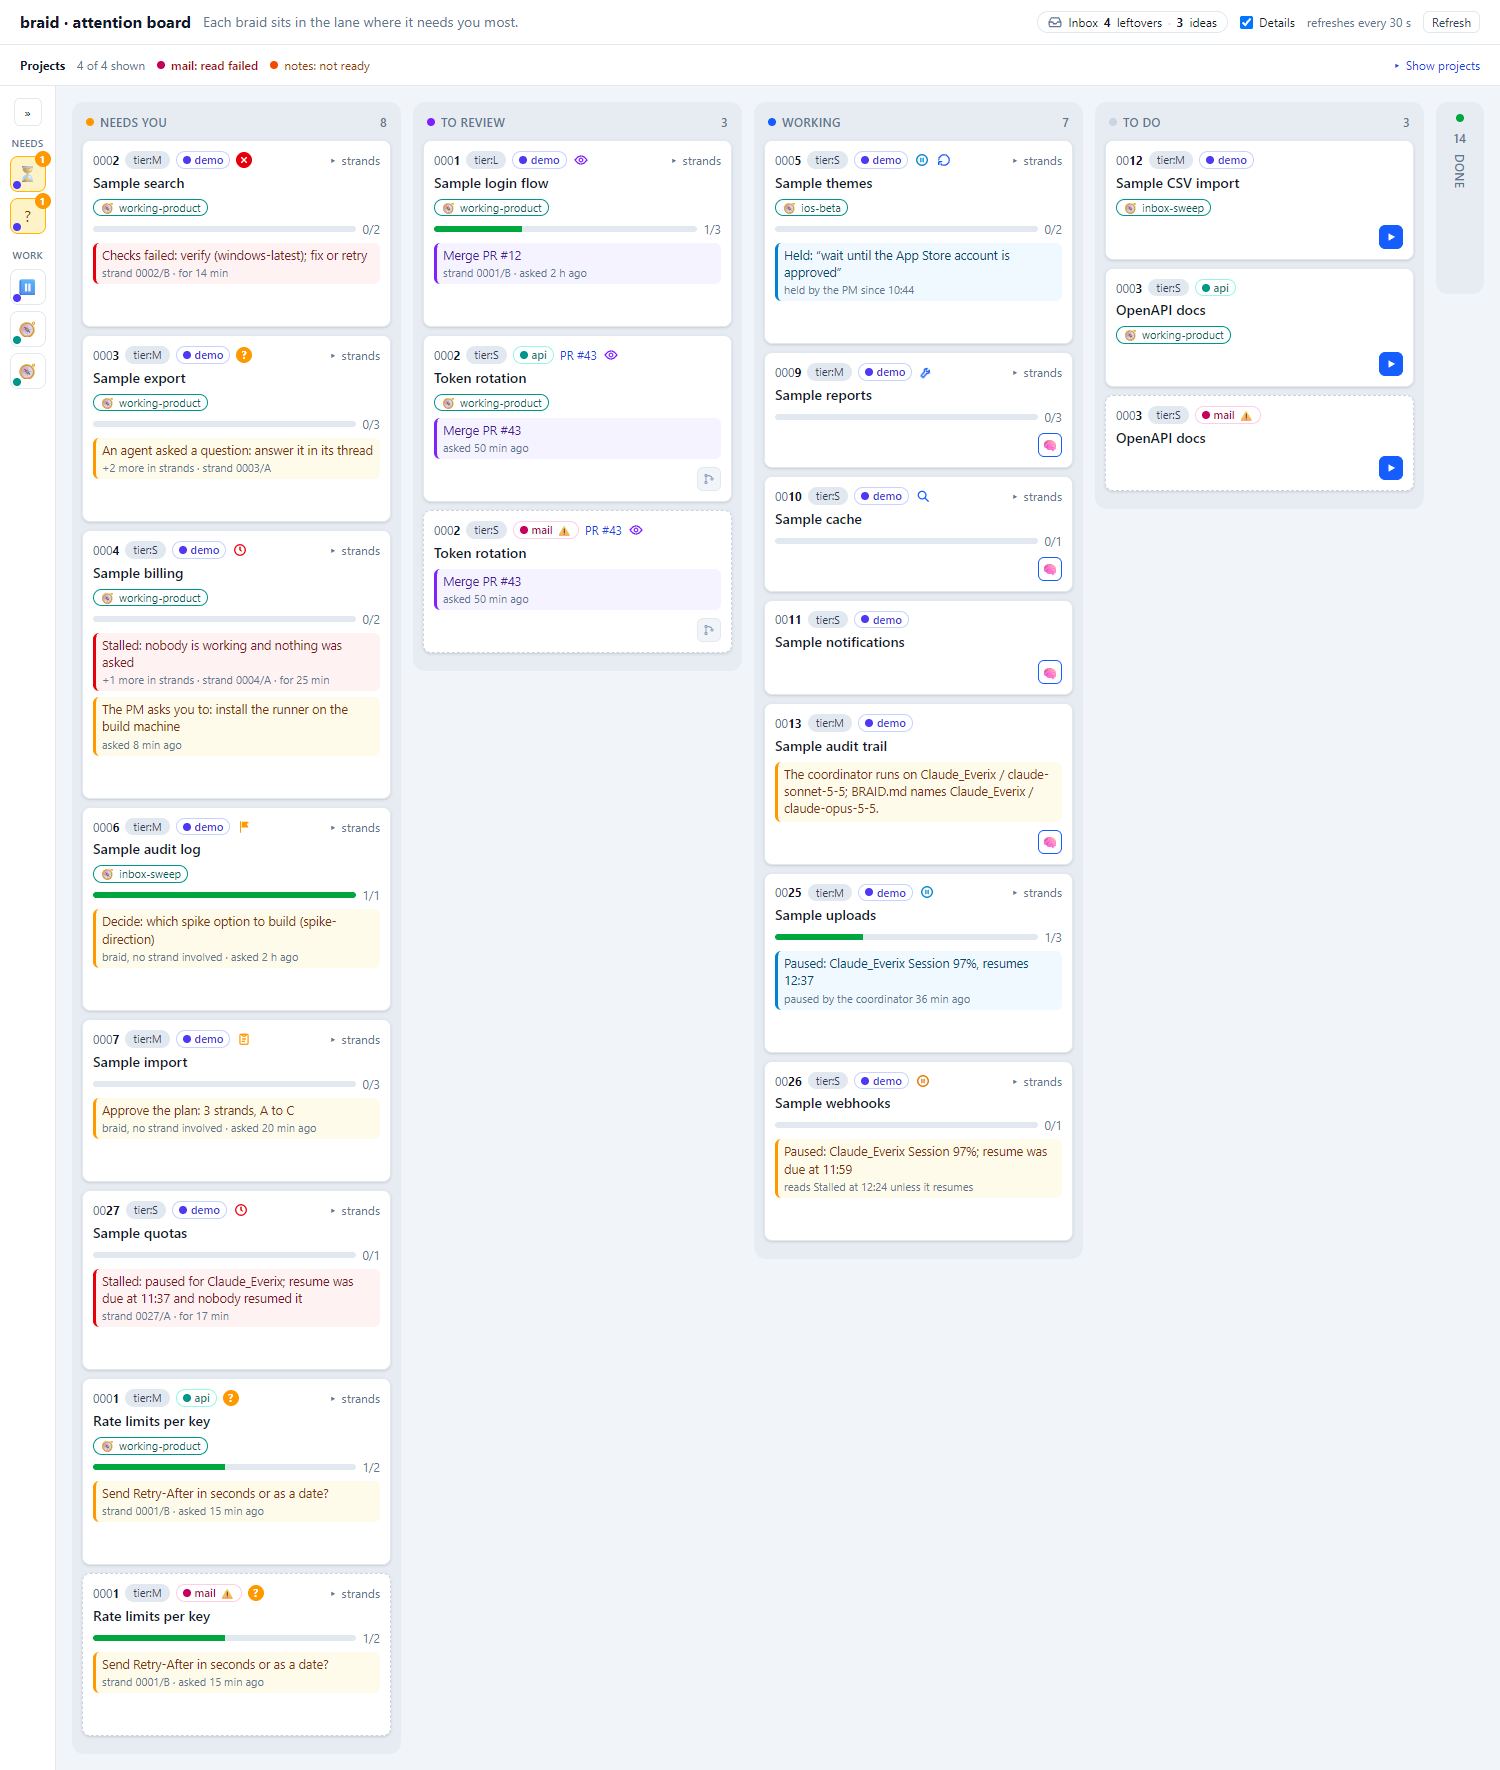 braid · attention board
Each braid sits in the lane where it needs you most.
Inbox 4 leftovers · 3 ideas
Details
refreshes every 30 s
Refresh
Projects
4 of 4 shown
mail: read failed
notes: not ready
Show projects
»
NEEDS
1
1
?
WORK
NEEDS YOU 8
0002 tier:M demo strands
Sample search
working-product
0/2
Checks failed: verify (windows-latest); fix or retry
strand 0002/B · for 14 min
0003 tier:M demo ? strands
Sample export
working-product
0/3
An agent asked a question: answer it in its thread
+2 more in strands · strand 0003/A
0004 tier:S demo strands
Sample billing
working-product
0/2
Stalled: nobody is working and nothing was
asked
+1 more in strands · strand 0004/A · for 25 min
The PM asks you to: install the runner on the
build machine
asked 8 min ago
0006 tier:M demo strands
Sample audit log
inbox-sweep
1/1
Decide: which spike option to build (spike-
direction)
braid, no strand involved · asked 2 h ago
0007 tier:M demo strands
Sample import
0/3
Approve the plan: 3 strands, A to C
braid, no strand involved · asked 20 min ago
0027 tier:S demo strands
Sample quotas
0/1
Stalled: paused for Claude_Everix; resume was
due at 11:37 and nobody resumed it
strand 0027/A · for 17 min
0001 tier:M api ? strands
Rate limits per key
working-product
1/2
Send Retry-After in seconds or as a date?
strand 0001/B · asked 15 min ago
0001 tier:M mail ? strands
Rate limits per key
1/2
Send Retry-After in seconds or as a date?
strand 0001/B · asked 15 min ago
TO REVIEW 3
0001 tier:L demo strands
Sample login flow
working-product
1/3
Merge PR #12
strand 0001/B · asked 2 h ago
0002 tier:S api PR #43
Token rotation
working-product
Merge PR #43
asked 50 min ago
0002 tier:S mail PR #43
Token rotation
Merge PR #43
asked 50 min ago
WORKING 7
0005 tier:S demo strands
Sample themes
ios-beta
0/2
Held: “wait until the App Store account is
approved”
held by the PM since 10:44
0009 tier:M demo strands
Sample reports
0/3
0010 tier:S demo strands
Sample cache
0/1
0011 tier:S demo
Sample notifications
0013 tier:M demo
Sample audit trail
The coordinator runs on Claude_Everix / claude-
sonnet-5-5; BRAID.md names Claude_Everix /
claude-opus-5-5.
0025 tier:M demo strands
Sample uploads
1/3
Paused: Claude_Everix Session 97%, resumes
12:37
paused by the coordinator 36 min ago
0026 tier:S demo strands
Sample webhooks
0/1
Paused: Claude_Everix Session 97%; resume was
due at 11:59
reads Stalled at 12:24 unless it resumes
TO DO 3
0012 tier:M demo
Sample CSV import
inbox-sweep
0003 tier:S api
OpenAPI docs
working-product
0003 tier:S mail
OpenAPI docs
14
DONE